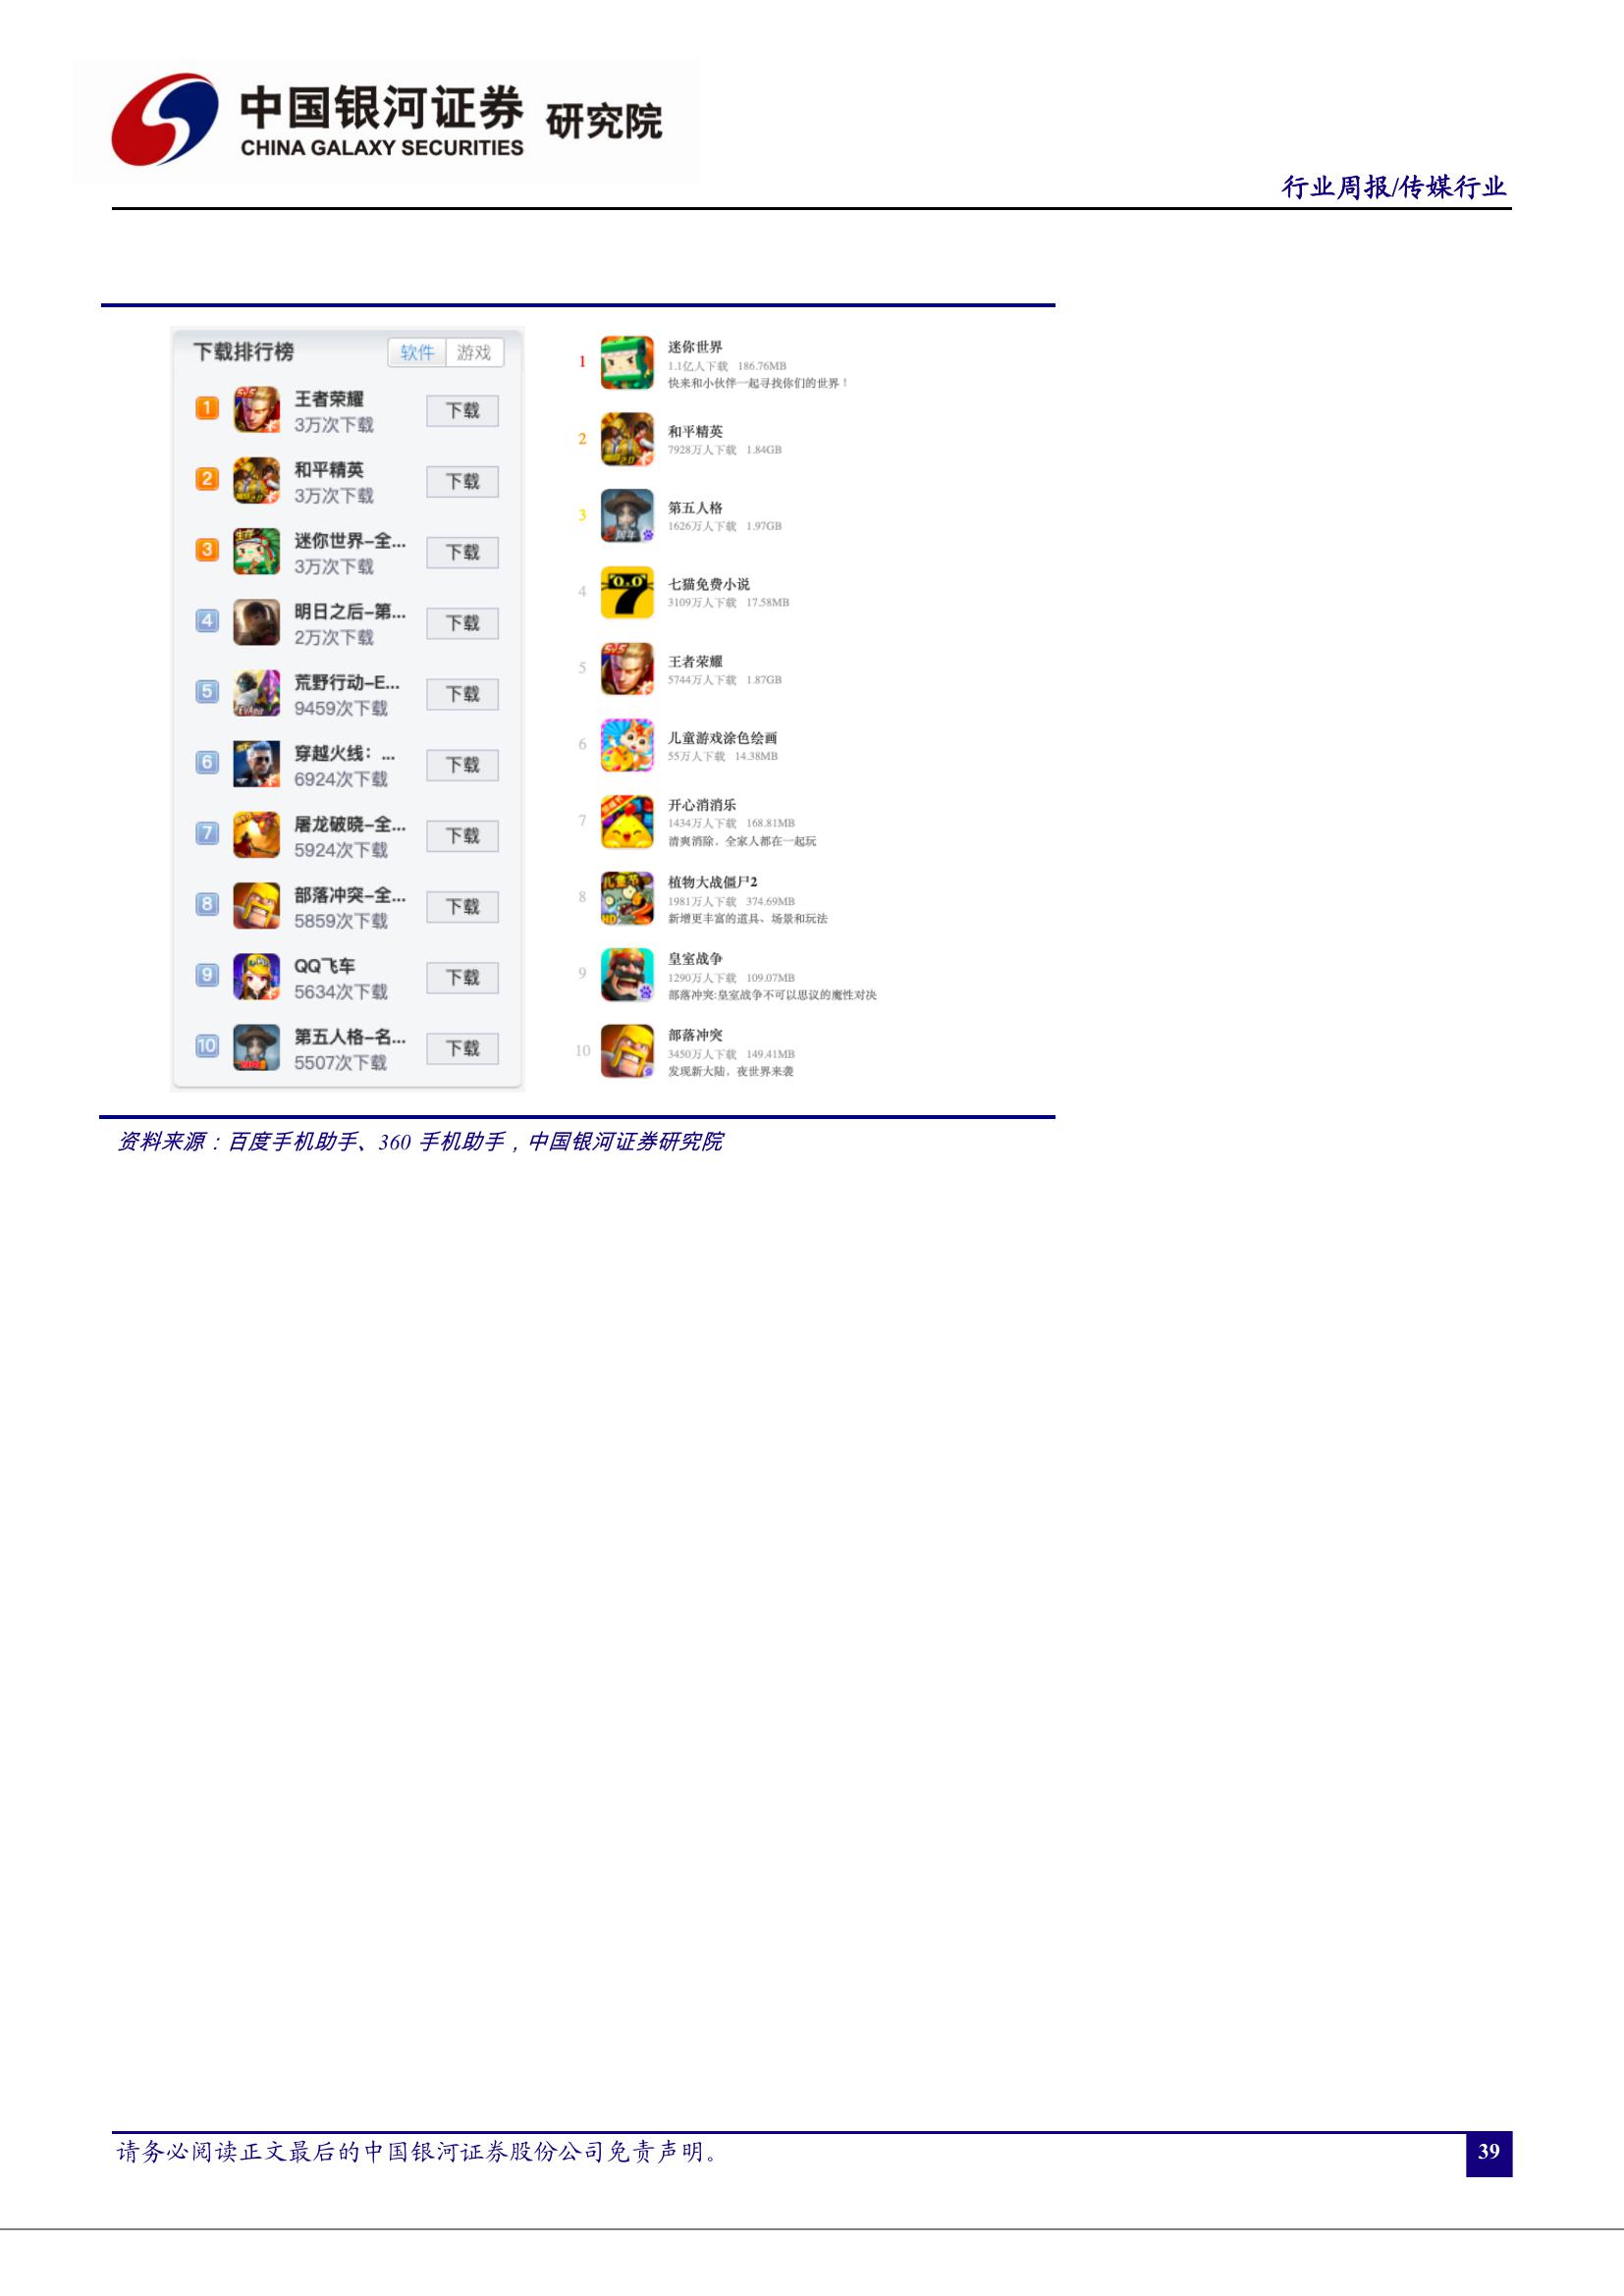 中国银河证券 研究院
CHINA GALAXY SECURITIES
行业周报/传媒行业
下载排行榜 软件 游戏
1 王者荣耀
3万次下载
下载
2 和平精英
3万次下载
下载
3 迷你世界-全...
3万次下载
下载
4 明日之后-第...
2万次下载
下载
5 荒野行动-E...
9459次下载
下载
6 穿越火线：...
6924次下载
下载
7 屠龙破晓-全...
5924次下载
下载
8 部落冲突-全...
5859次下载
下载
9 QQ飞车
5634次下载
下载
10 第五人格-名...
5507次下载
下载
1 迷你世界
1.1亿人下载 186.76MB
快来和小伙伴一起寻找你们的世界！
2 和平精英
7928万人下载 1.84GB
3 第五人格
1626万人下载 1.97GB
4 七猫免费小说
3109万人下载 17.58MB
5 王者荣耀
5744万人下载 1.87GB
6 儿童游戏涂色绘画
55万人下载 14.38MB
7 开心消消乐
1434万人下载 168.81MB
清爽消除，全家人都在一起玩
8 植物大战僵尸2
1981万人下载 374.69MB
新增更丰富的道具、场景和玩法
9 皇室战争
1290万人下载 109.07MB
部落冲突:皇室战争不可以思议的魔性对决
10 部落冲突
3450万人下载 149.41MB
发现新大陆，夜世界来袭
资料来源：百度手机助手、360 手机助手，中国银河证券研究院
请务必阅读正文最后的中国银河证券股份公司免责声明。
39